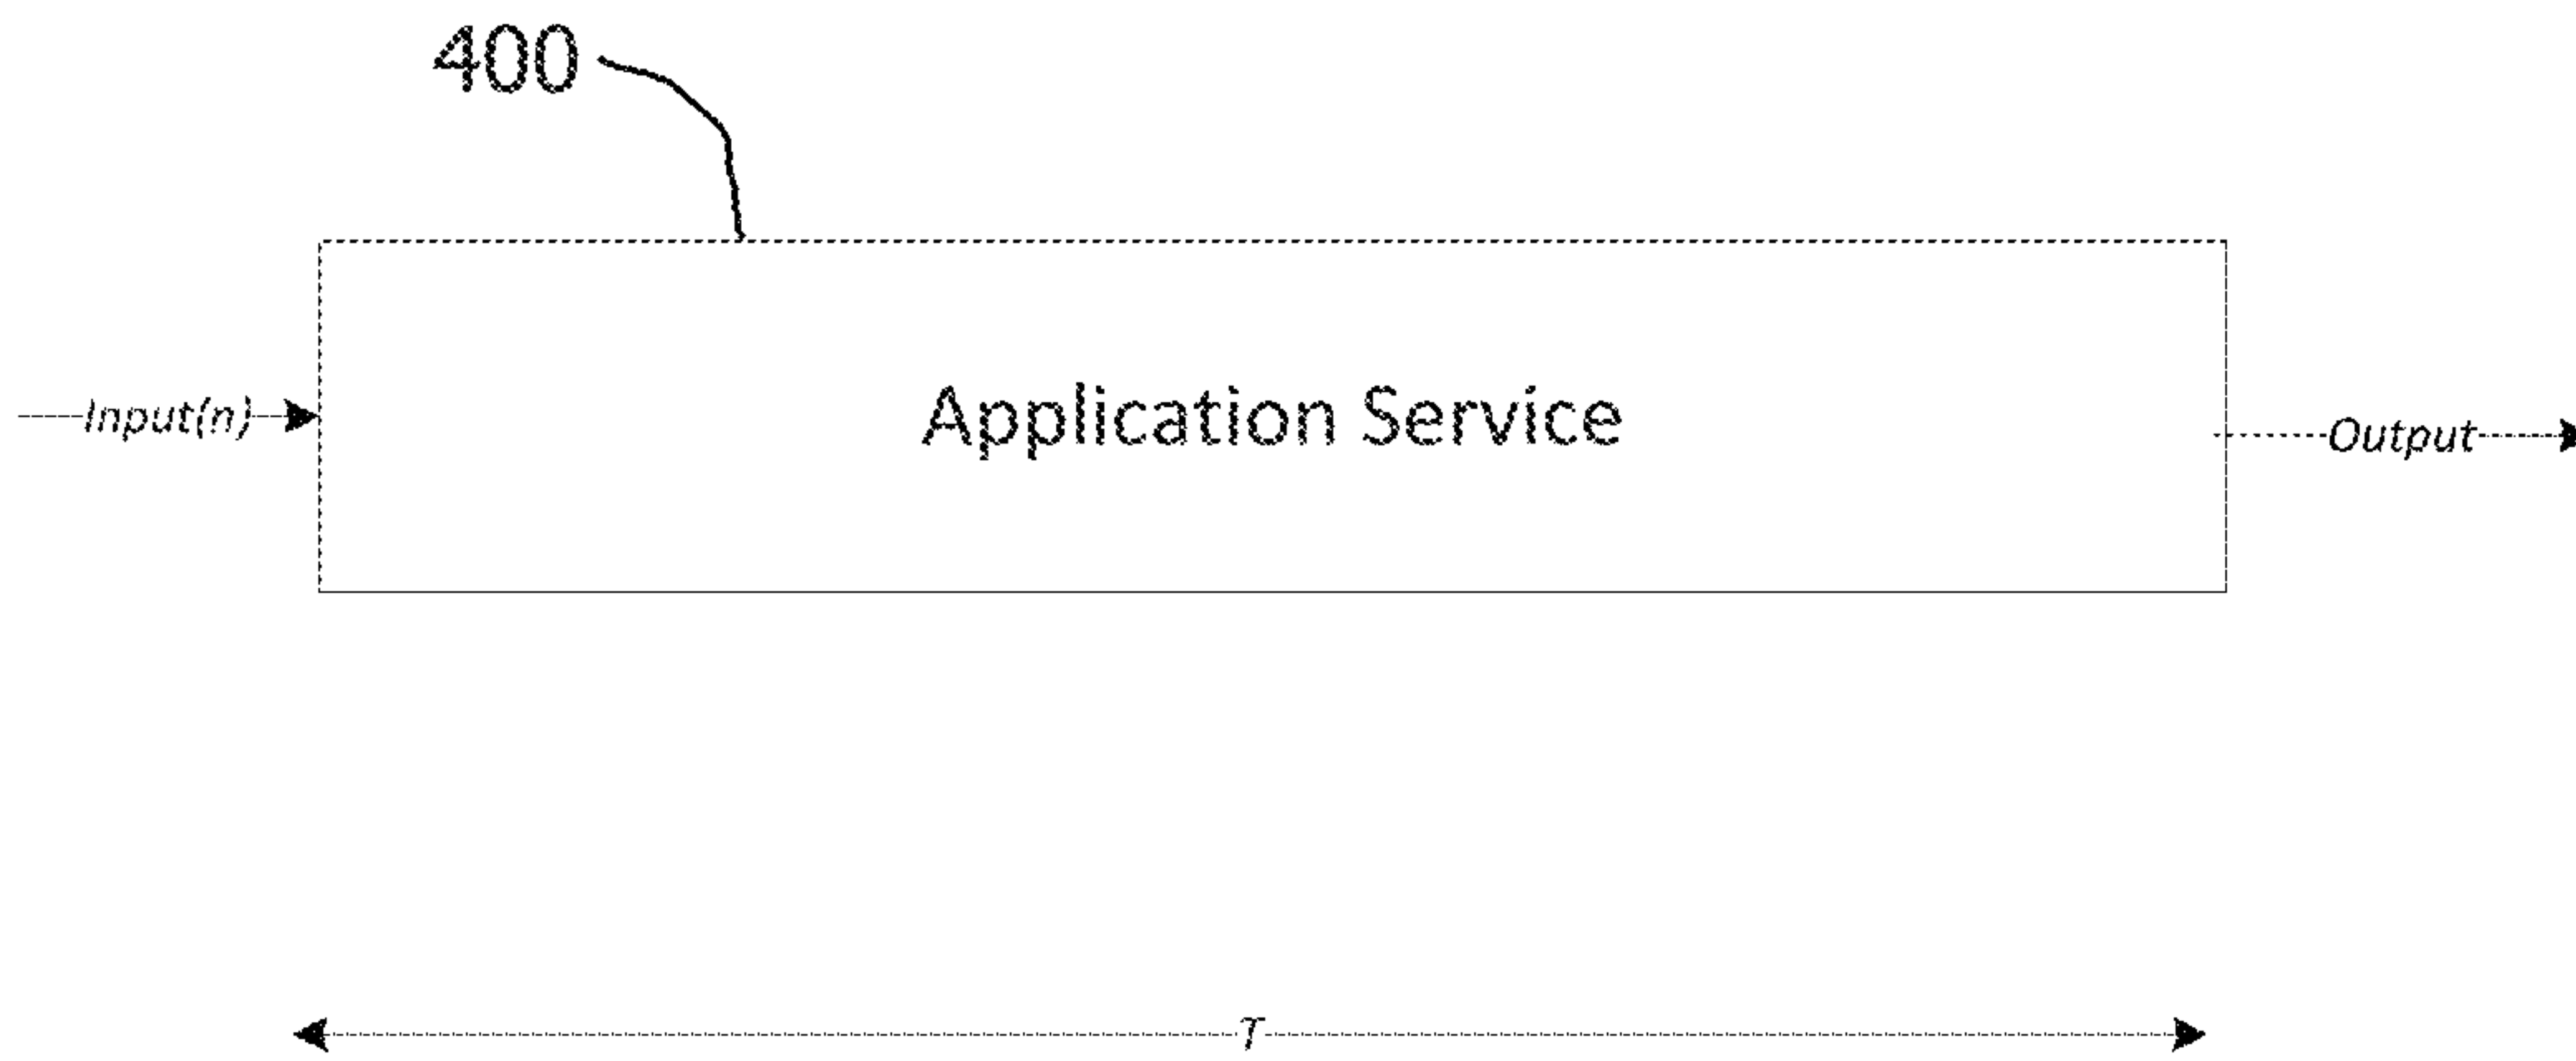 400
Input(n)
Application Service
Output
T